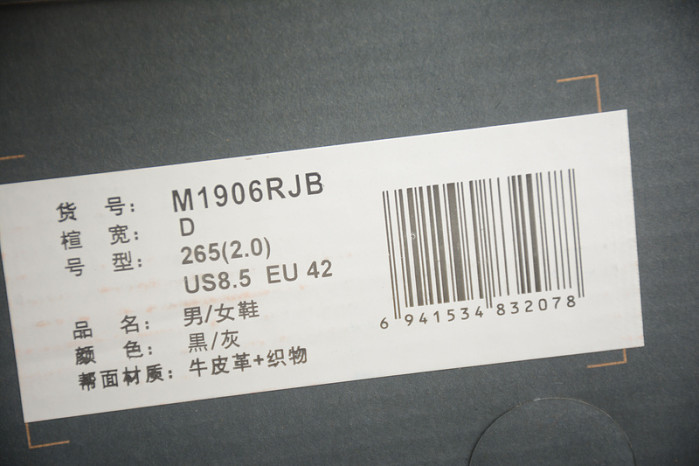 货 号： M1906RJB
楦 宽： D
号 型： 265(2.0)
US8.5 EU 42
品 名： 男/女鞋
颜 色： 黑/灰
帮面材质： 牛皮革+织物
6 941534 832078